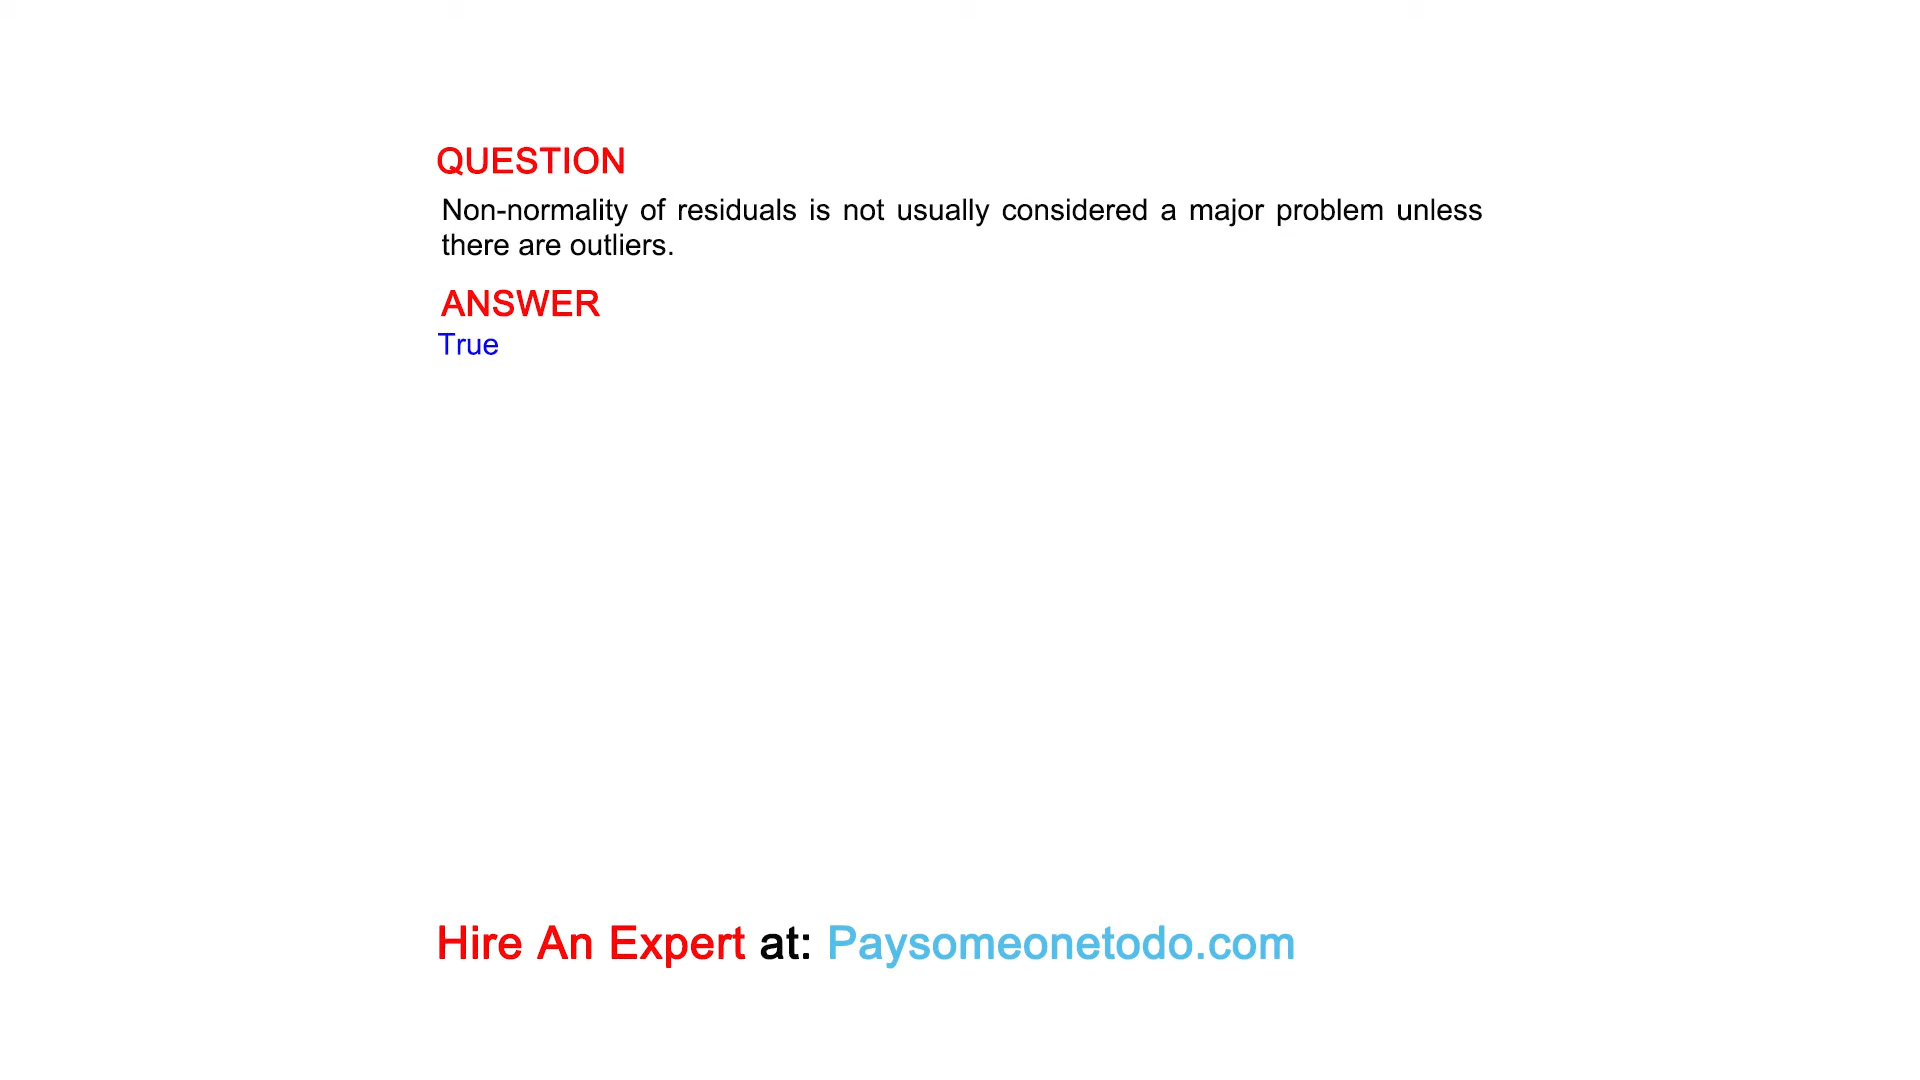 QUESTION
Non-normality of residuals is not usually considered a major problem unless
there are outliers.
ANSWER
True
Hire An Expert at: Paysomeonetodo.com